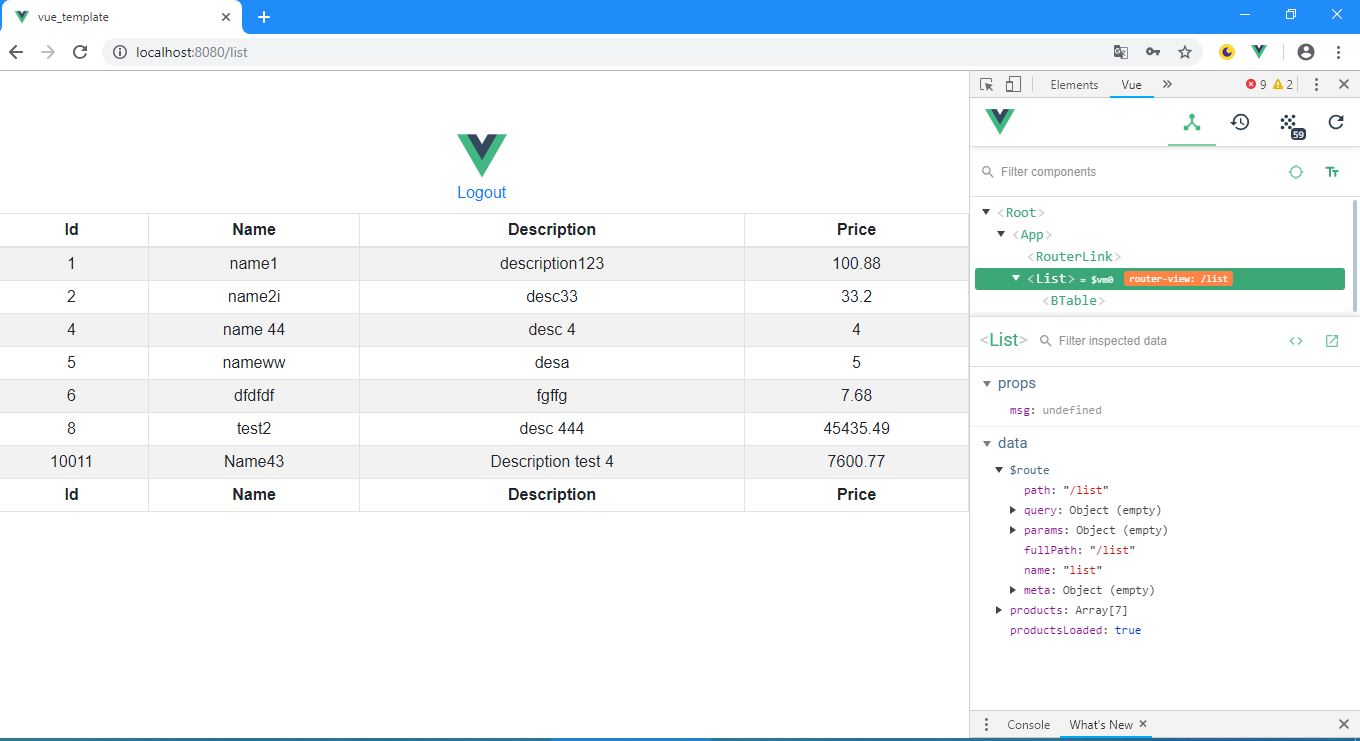 vue_template
localhost:8080/list
Logout
Id Name Description Price
1 name1 description123 100.88
2 name2i desc33 33.2
4 name 44 desc 4 4
5 nameww desa 5
6 dfdfdf fgffg 7.68
8 test2 desc 444 45435.49
10011 Name43 Description test 4 7600.77
Id Name Description Price
Elements Vue » 9 2
59
Filter components
<Root>
<App>
<RouterLink>
<List> = $vm0 router-view: /list
<BTable>
<List> Filter inspected data
props
msg: undefined
data
$route
path: "/list"
query: Object (empty)
params: Object (empty)
fullPath: "/list"
name: "list"
meta: Object (empty)
products: Array[7]
productsLoaded: true
Console What's New